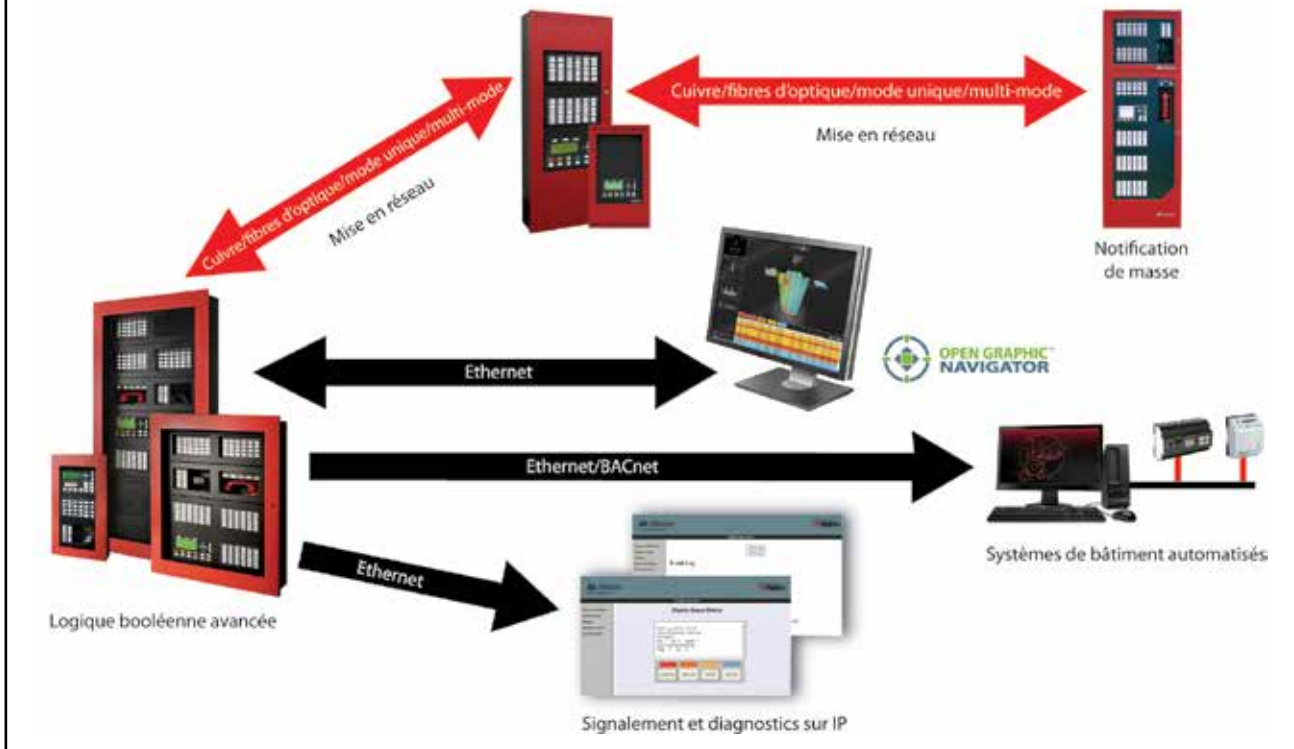 Cuivre/fibres d'optique/mode unique/multi-mode
Mise en réseau
Cuivre/fibres d'optique/mode unique/multi-mode
Mise en réseau
Notification
de masse
Ethernet
OPEN GRAPHIC™
NAVIGATOR
Ethernet/BACnet
Systèmes de bâtiment automatisés
Ethernet
Logique booléenne avancée
Signalement et diagnostics sur IP